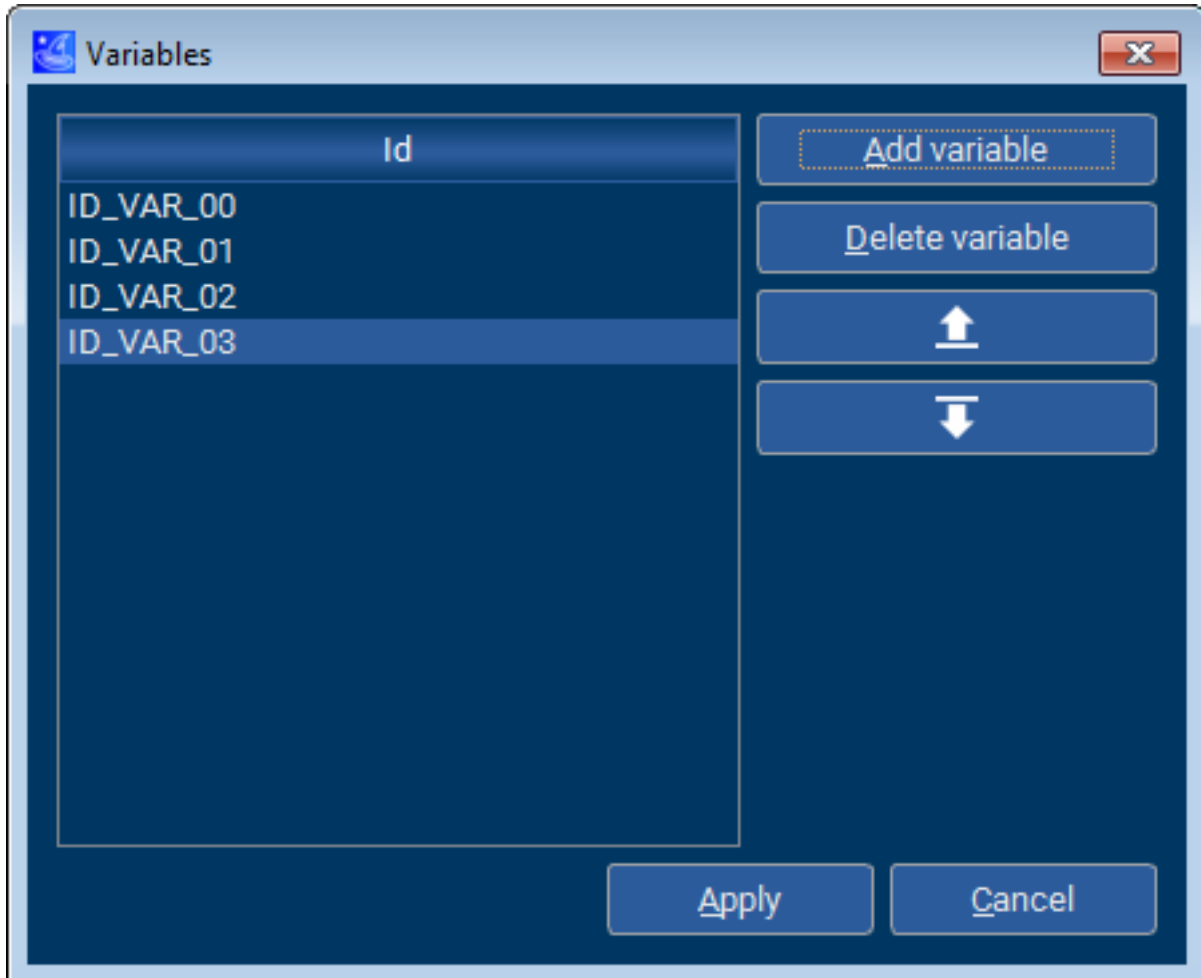 Variables
Id
ID_VAR_00
ID_VAR_01
ID_VAR_02
ID_VAR_03
Add variable
Delete variable
Apply
Cancel